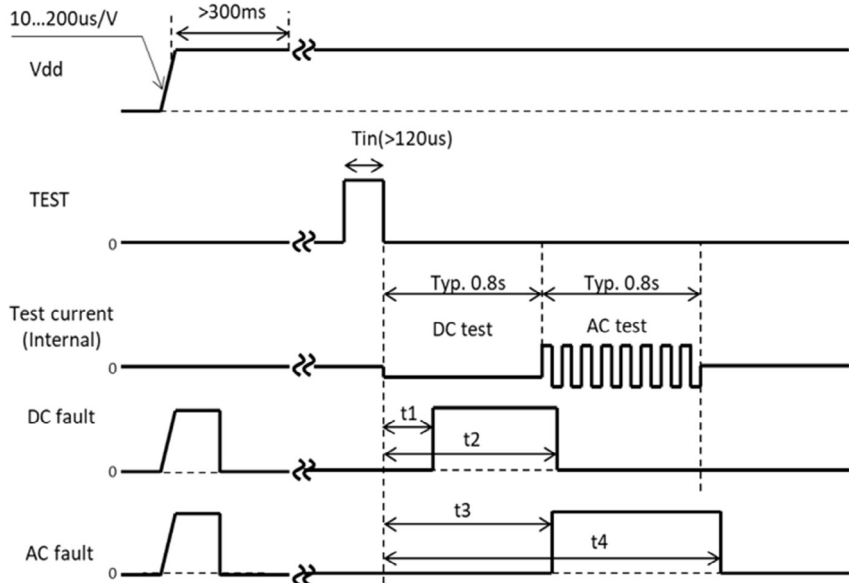 10...200us/V
>300ms
Vdd
Tin(>120us)
TEST
0
Typ. 0.8s
Typ. 0.8s
Test current
(Internal)
DC test
AC test
0
DC fault
t1
t2
0
t3
AC fault
t4
0